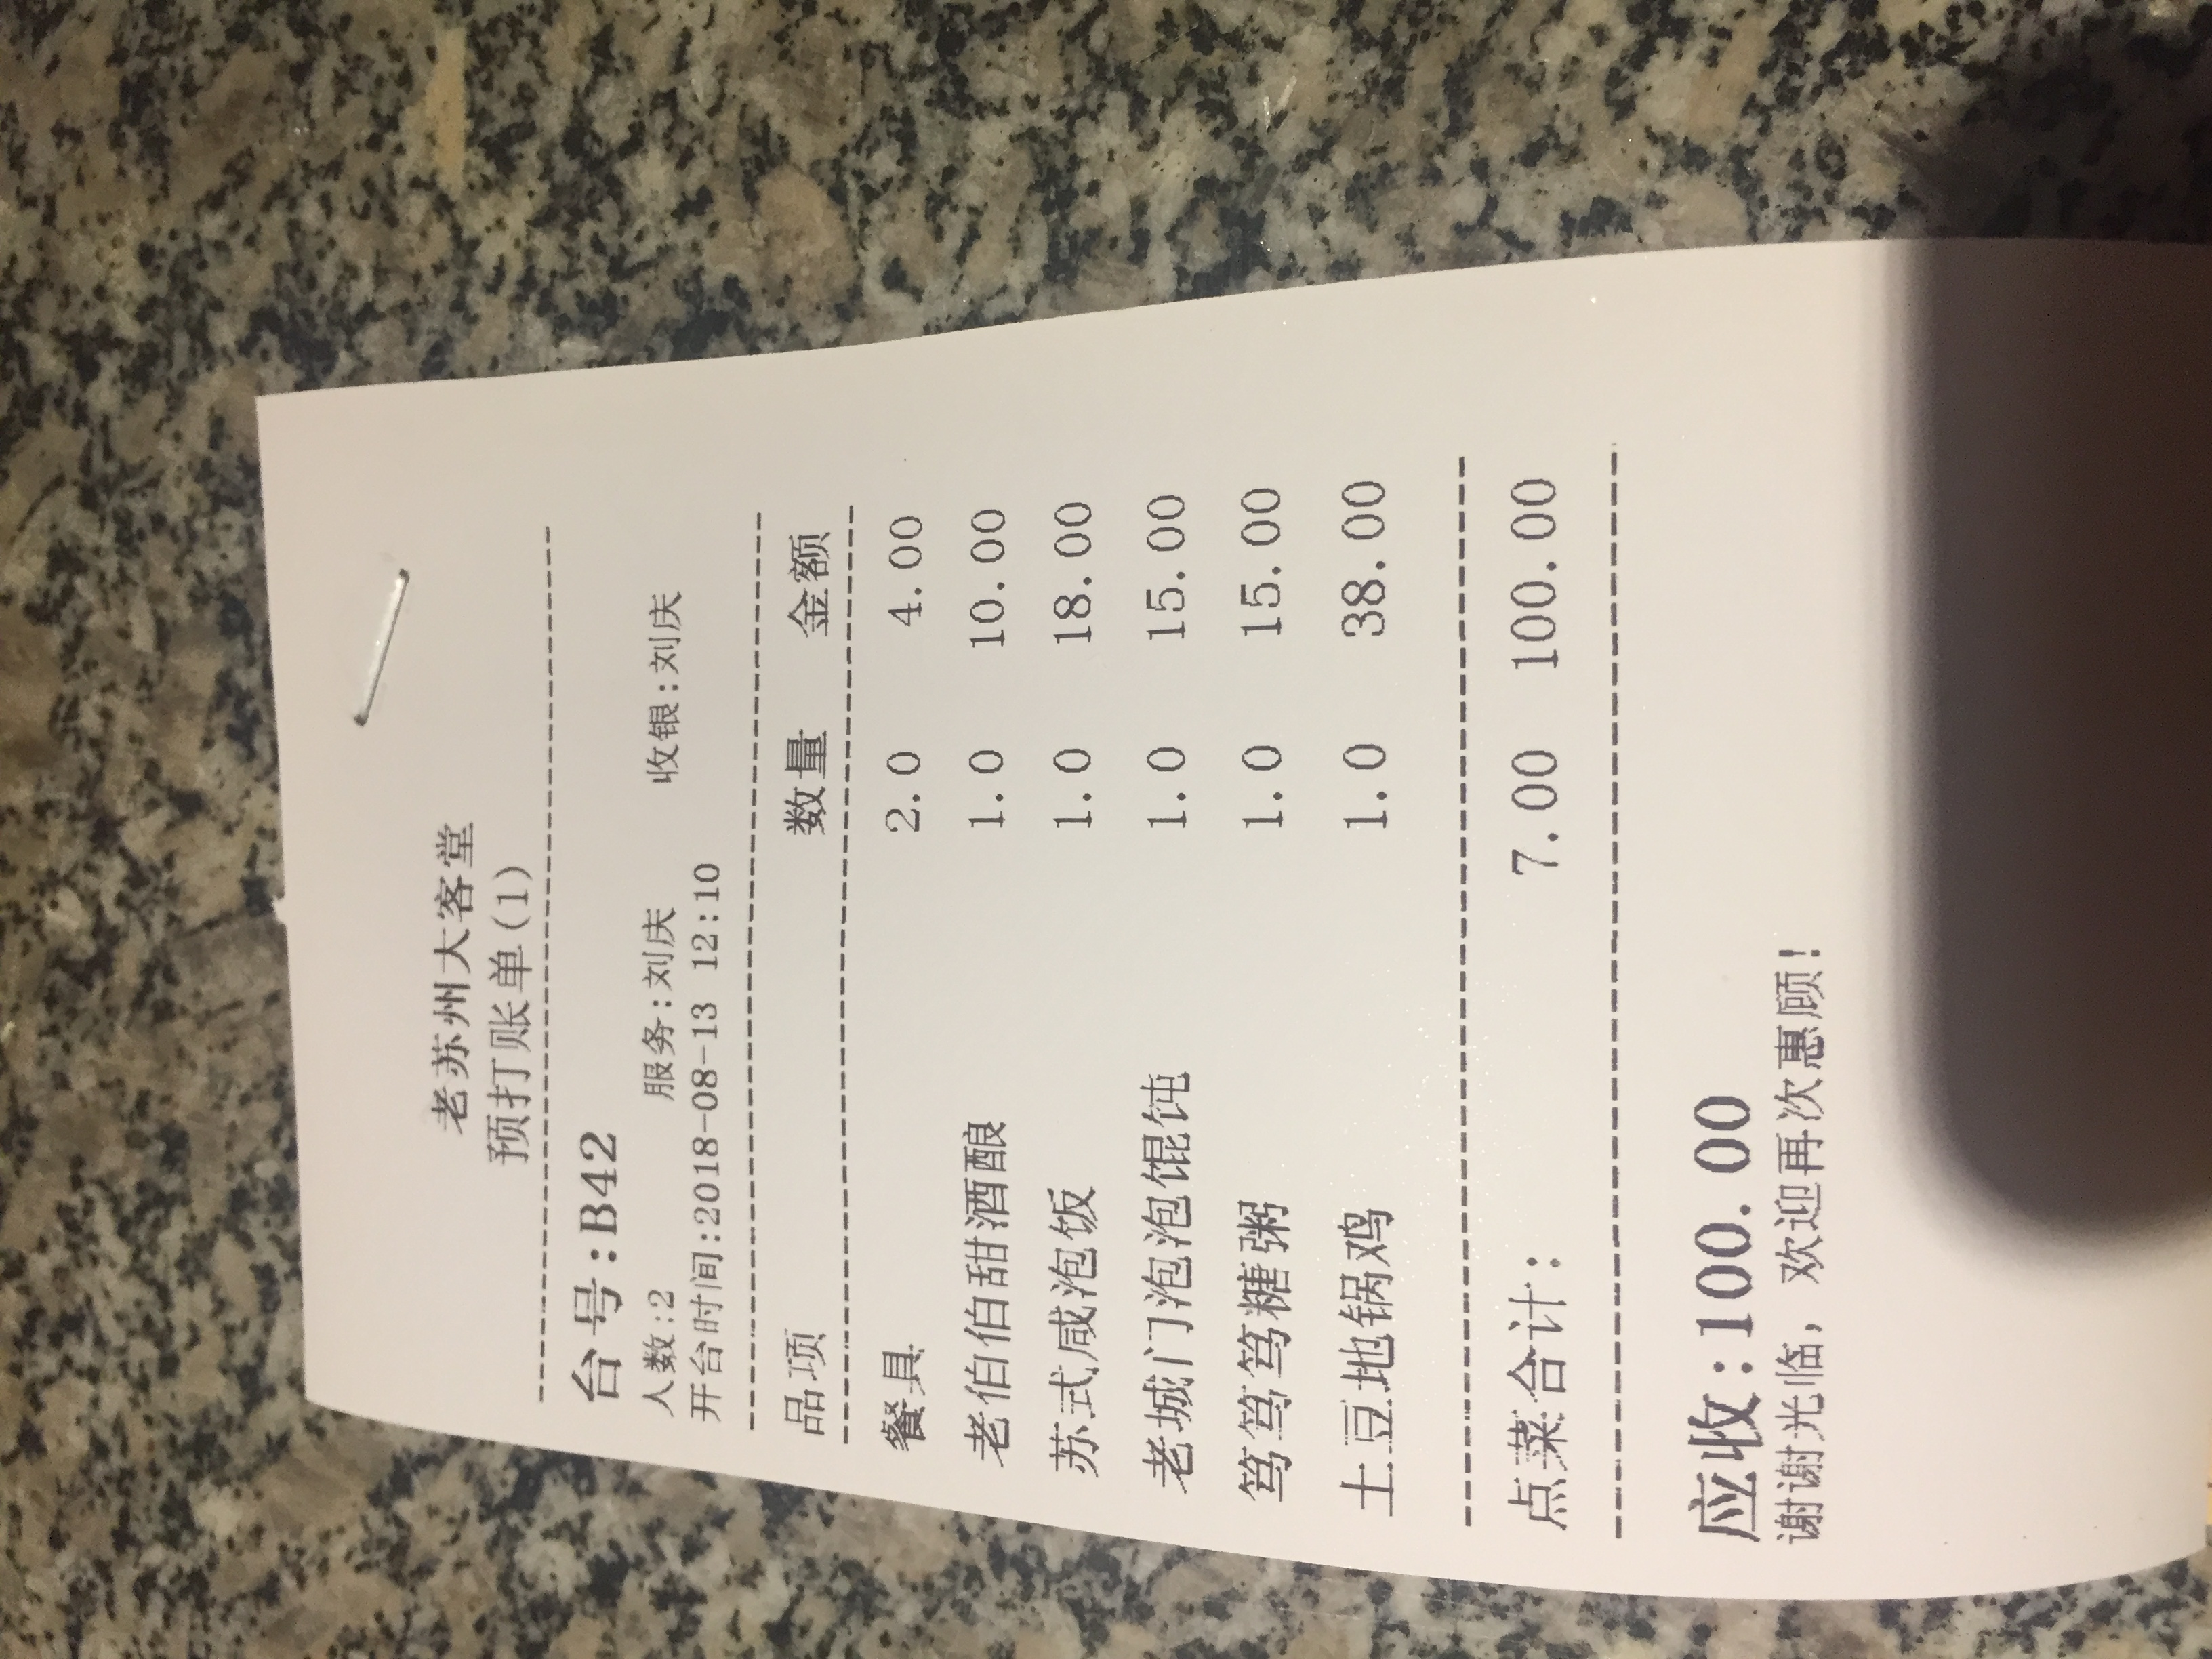 老苏州大客堂
预打账单(1)
台号:B42
人数:2 服务:刘庆 收银:刘庆
开台时间:2018-08-13 12:10
品项 数量 金额
餐具 2.0 4.00
老伯伯甜酒酿 1.0 10.00
苏式咸泡饭 1.0 18.00
老城门泡泡馄饨 1.0 15.00
笃笃笃糖粥 1.0 15.00
土豆地锅鸡 1.0 38.00
点菜合计: 7.00 100.00
应收:100.00
谢谢光临，欢迎再次惠顾!